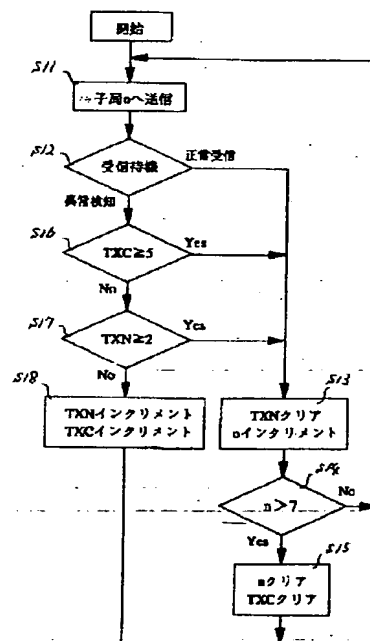 開始
S11
子局nへ送信
S12
受信待機
正常受信
異常検知
S16
TXC≧5
Yes
No
S17
TXN≧2
Yes
No
S18
TXNインクリメント
TXCインクリメント
S13
TXNクリア
nインクリメント
S14
n>7
No
Yes
S15
nクリア
TXCクリア